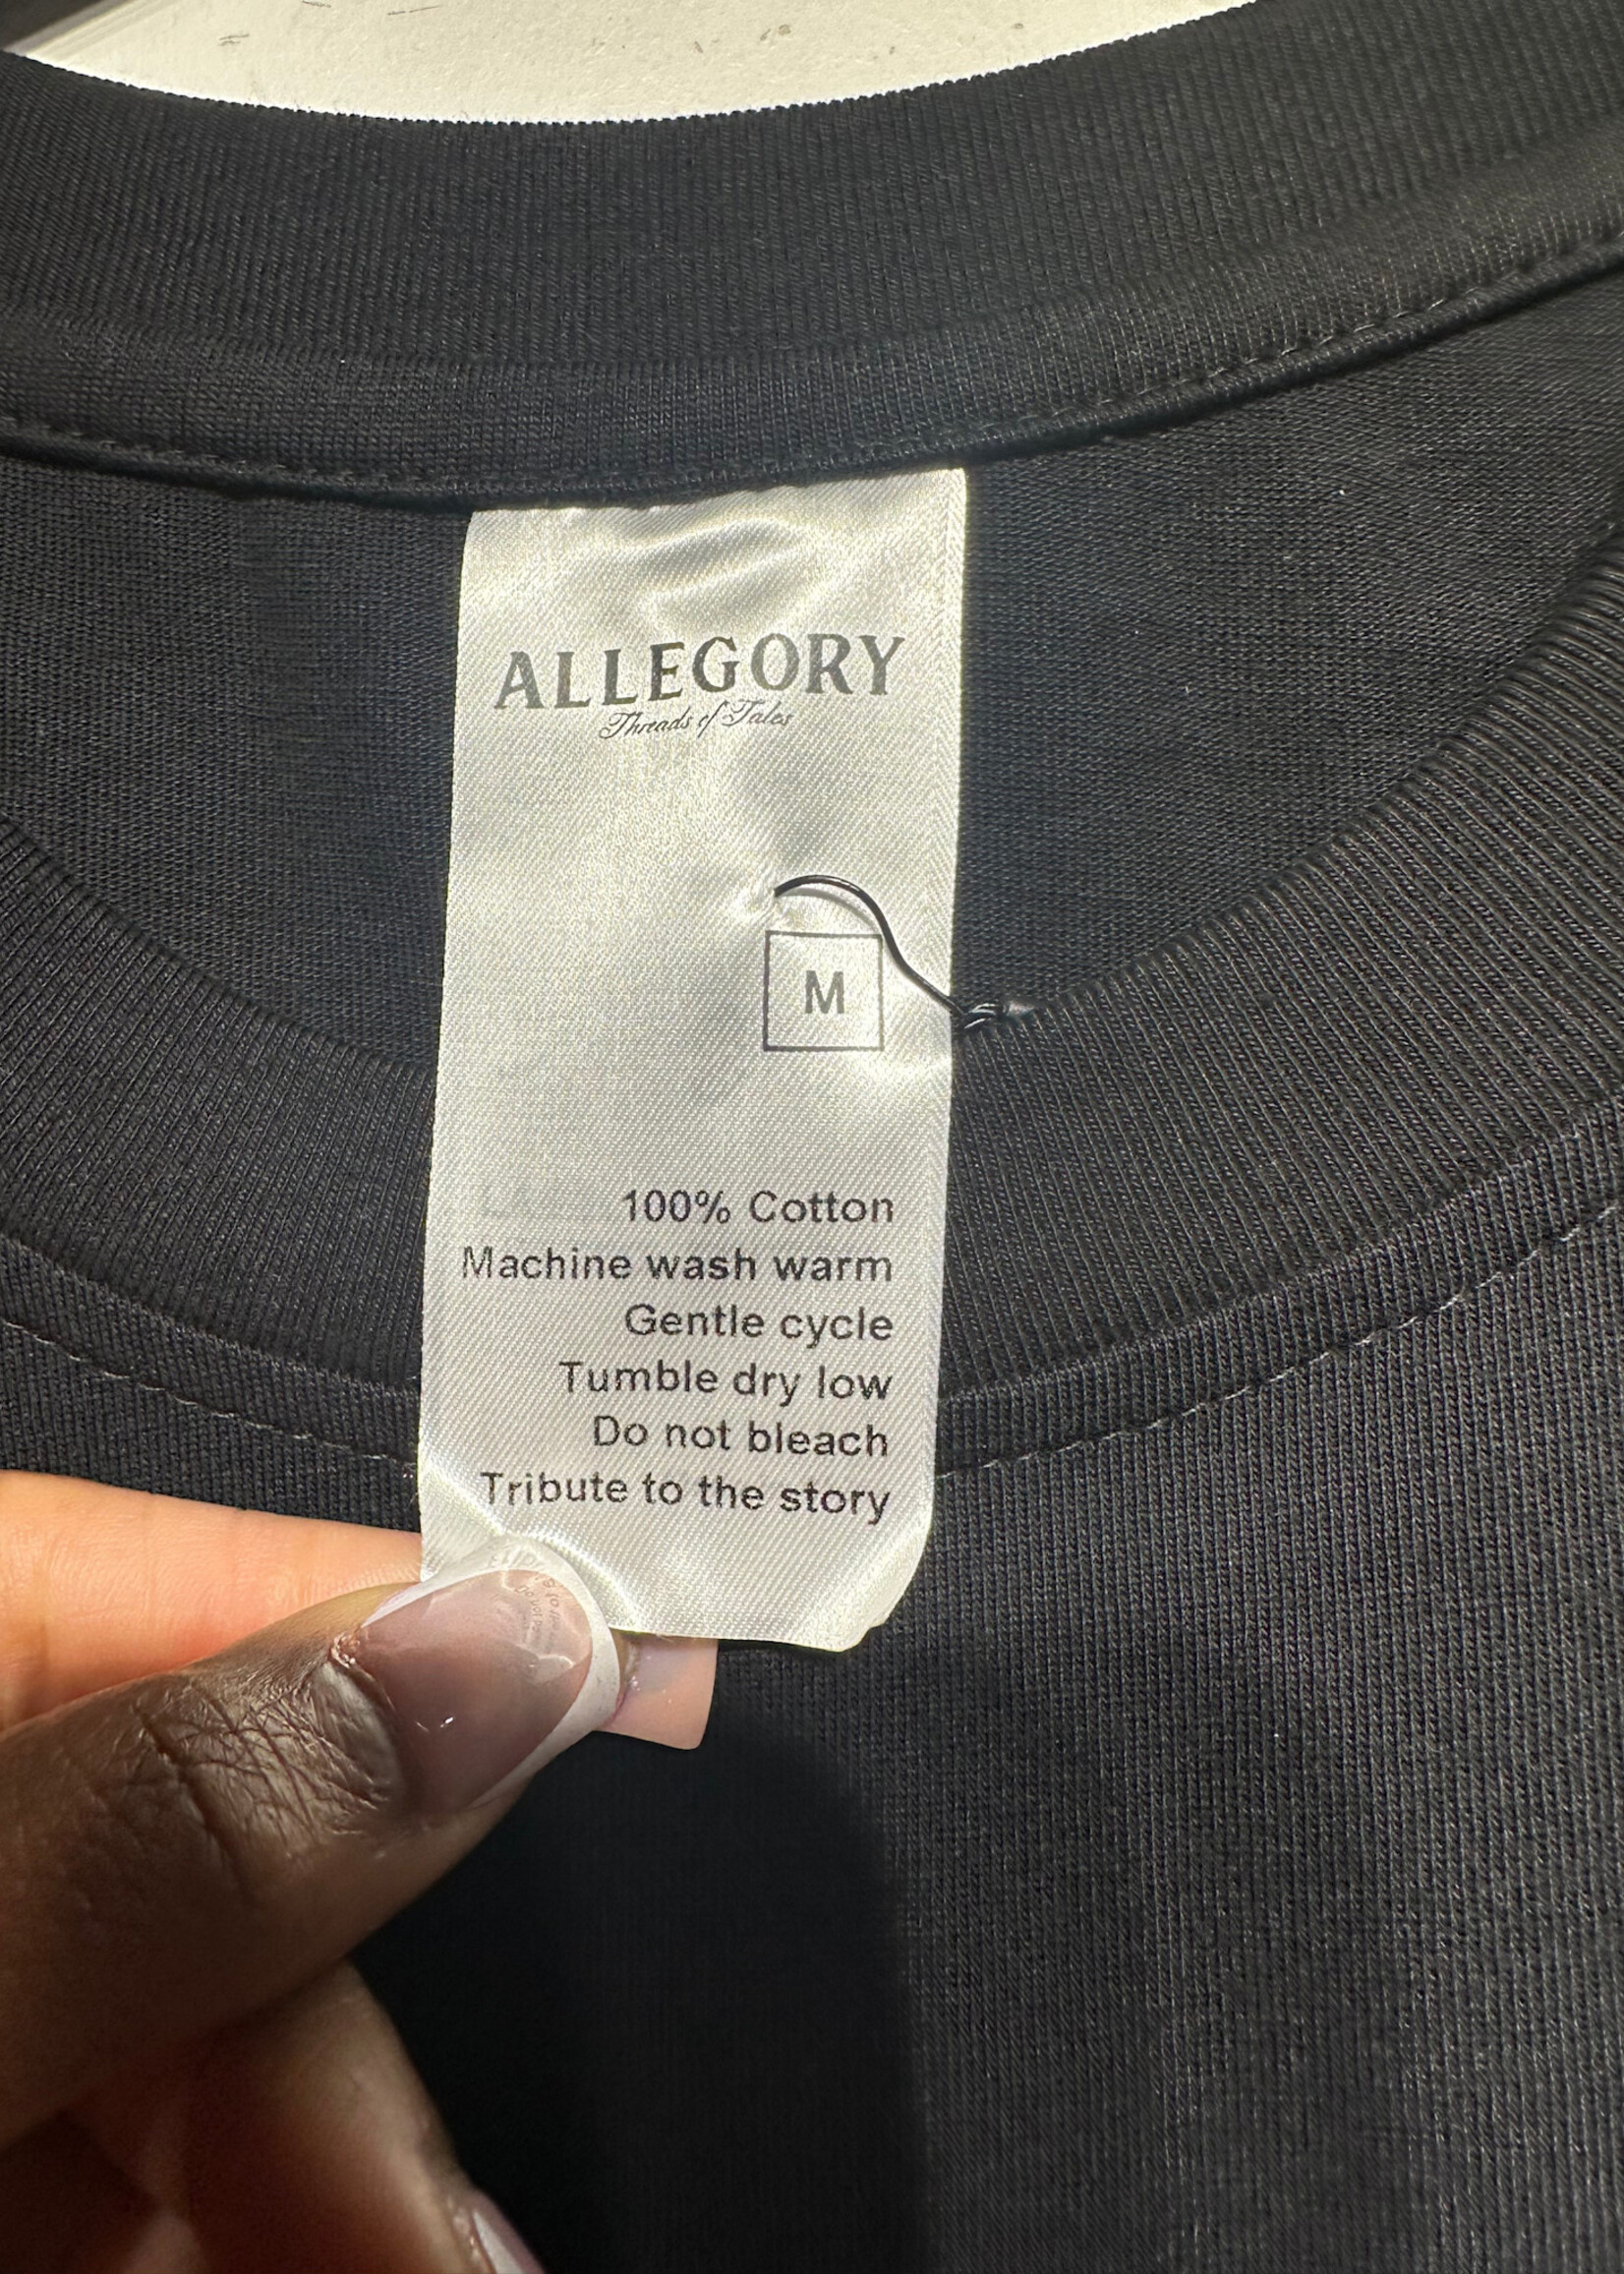 ALLEGORY
Threads of Tales
M
100% Cotton
Machine wash warm
Gentle cycle
Tumble dry low
Do not bleach
Tribute to the story